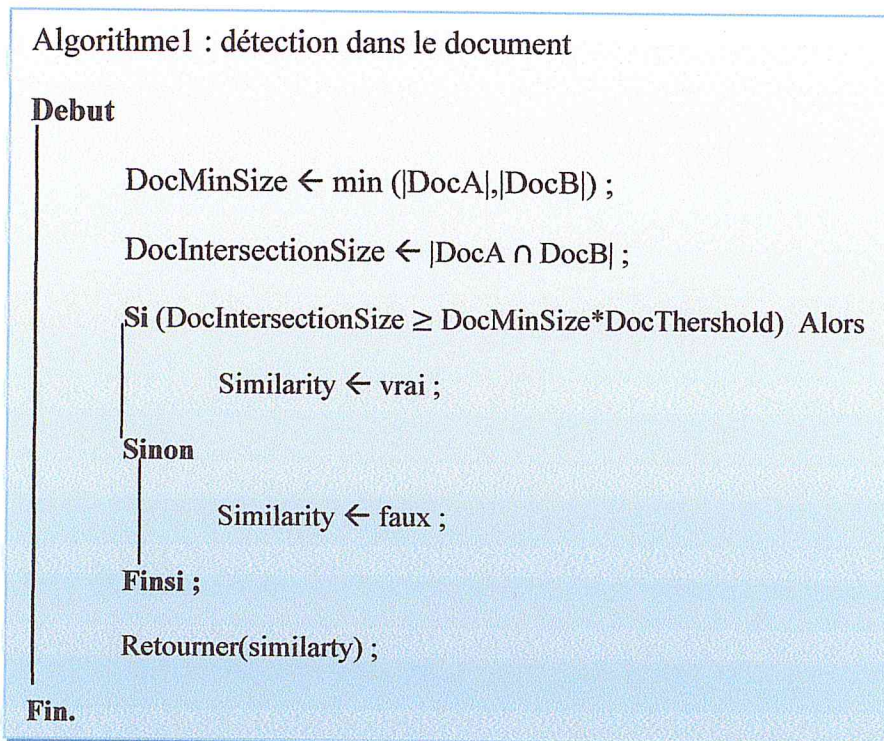 Algorithme1 : détection dans le document
Debut
DocMinSize ← min (|DocA|,|DocB|) ;
DocIntersectionSize ← |DocA ∩ DocB| ;
Si (DocIntersectionSize ≥ DocMinSize*DocThershold) Alors
Similarity ← vrai ;
Sinon
Similarity ← faux ;
Finsi ;
Retourner(similarty) ;
Fin.